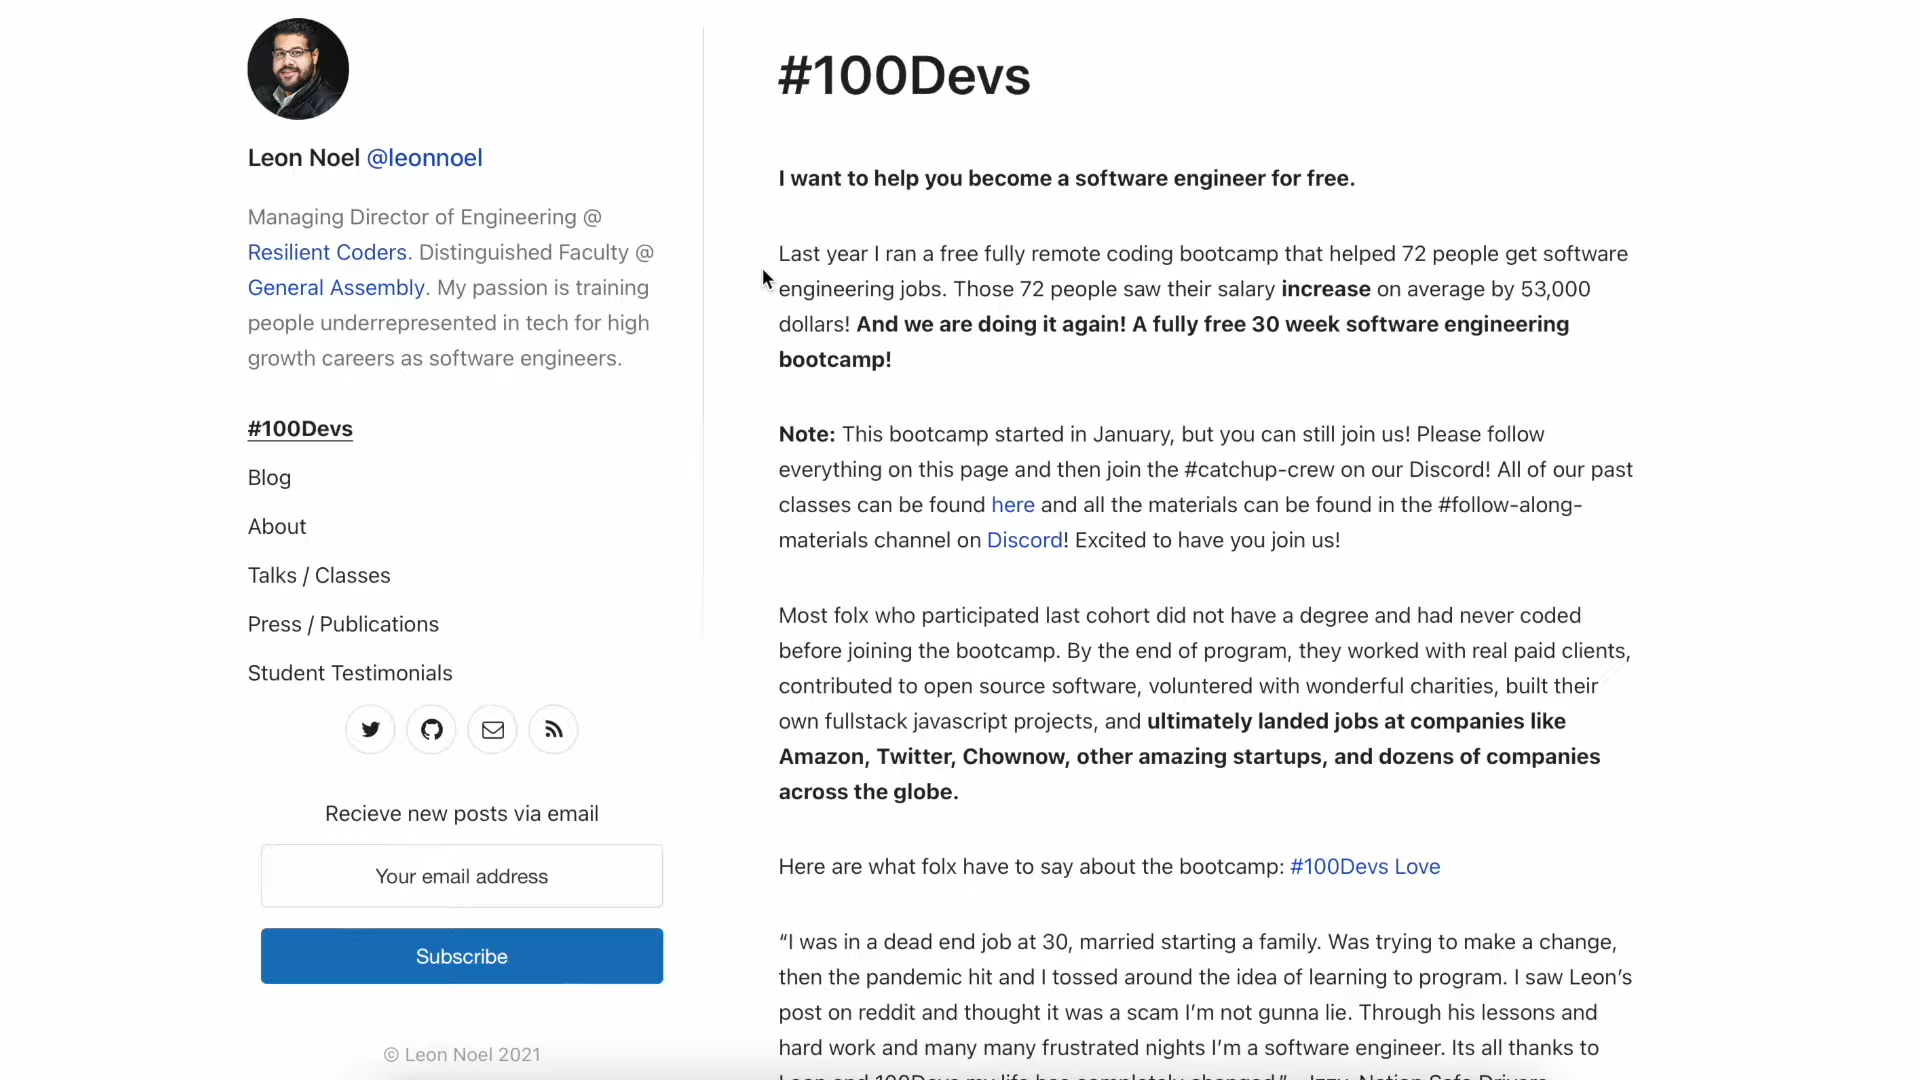 Leon Noel @leonnoel
Managing Director of Engineering @
Resilient Coders. Distinguished Faculty @
General Assembly. My passion is training
people underrepresented in tech for high
growth careers as software engineers.
#100Devs
Blog
About
Talks / Classes
Press / Publications
Student Testimonials
Recieve new posts via email
Your email address
Subscribe
© Leon Noel 2021
#100Devs
I want to help you become a software engineer for free.
Last year I ran a free fully remote coding bootcamp that helped 72 people get software
engineering jobs. Those 72 people saw their salary increase on average by 53,000
dollars! And we are doing it again! A fully free 30 week software engineering
bootcamp!
Note: This bootcamp started in January, but you can still join us! Please follow
everything on this page and then join the #catchup-crew on our Discord! All of our past
classes can be found here and all the materials can be found in the #follow-along-
materials channel on Discord! Excited to have you join us!
Most folx who participated last cohort did not have a degree and had never coded
before joining the bootcamp. By the end of program, they worked with real paid clients,
contributed to open source software, voluntered with wonderful charities, built their
own fullstack javascript projects, and ultimately landed jobs at companies like
Amazon, Twitter, Chownow, other amazing startups, and dozens of companies
across the globe.
Here are what folx have to say about the bootcamp: #100Devs Love
“I was in a dead end job at 30, married starting a family. Was trying to make a change,
then the pandemic hit and I tossed around the idea of learning to program. I saw Leon’s
post on reddit and thought it was a scam I’m not gunna lie. Through his lessons and
hard work and many many frustrated nights I’m a software engineer. Its all thanks to
Leon and 100Devs my life has completely changed” - Izzy, Nation Safe Drivers